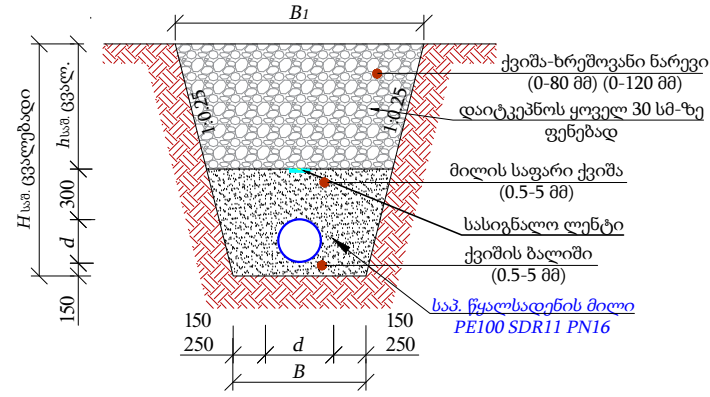 B1
ქვიშა-ხრეშოვანი ნარევი
(0-80 მმ) (0-120 მმ)
დაიტკეპნოს ყოველ 30 სმ-ზე
ფენებად
1:0.25
1:0.25
H საშ. ცვალებადი
h საშ. ცვალ.
300
d
150
მილის საფარი ქვიშა
(0.5-5 მმ)
სასიგნალო ლენტი
ქვიშის ბალიში
(0.5-5 მმ)
საპ. წყალსადენის მილი
PE100 SDR11 PN16
150
250
d
150
250
B